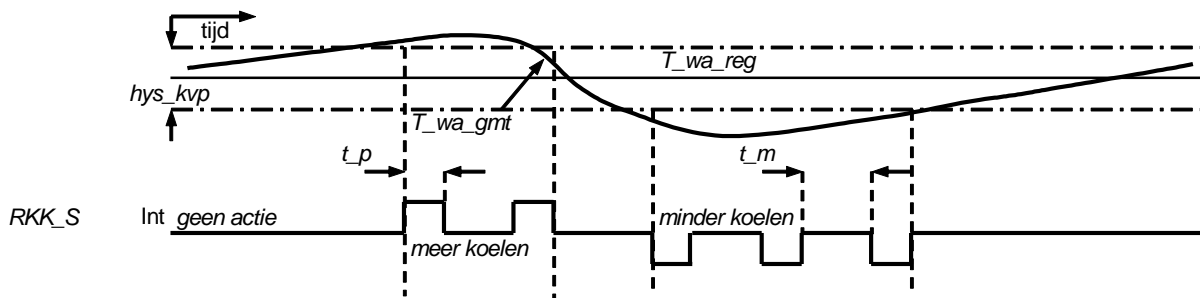 tijd
T_wa_reg
hys_kvp
T_wa_gmt
t_p
t_m
RKK_S Int geen actie
minder koelen
meer koelen